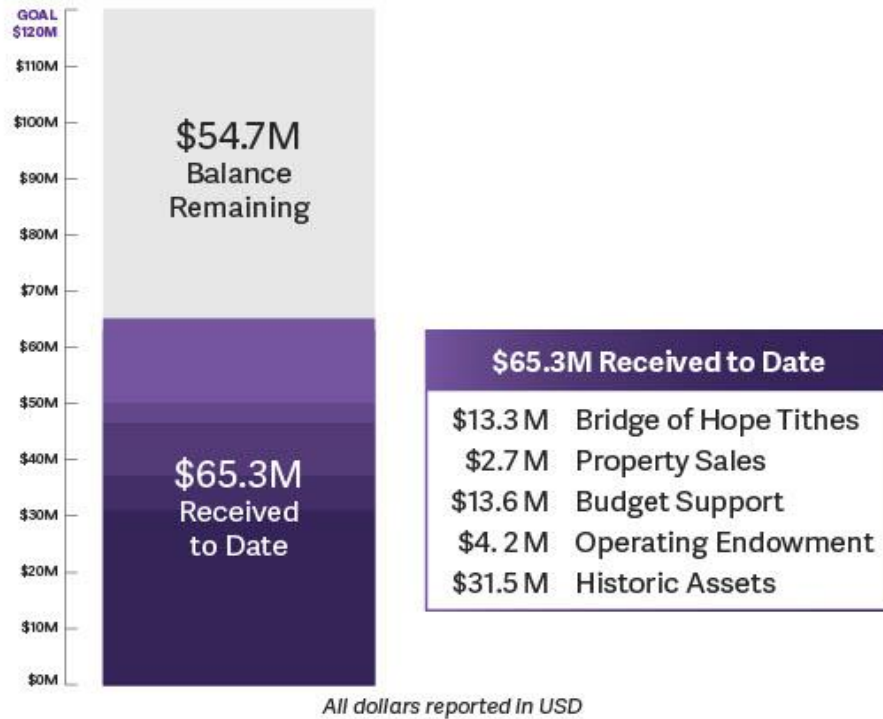 GOAL
$120M
$110M
$100M
$90M
$80M
$70M
$60M
$50M
$40M
$30M
$20M
$10M
$0M
$54.7M
Balance
Remaining
$65.3M
Received
to Date
$65.3M Received to Date
$13.3 M Bridge of Hope Tithes
$2.7 M Property Sales
$13.6 M Budget Support
$4. 2 M Operating Endowment
$31.5 M Historic Assets
All dollars reported in USD